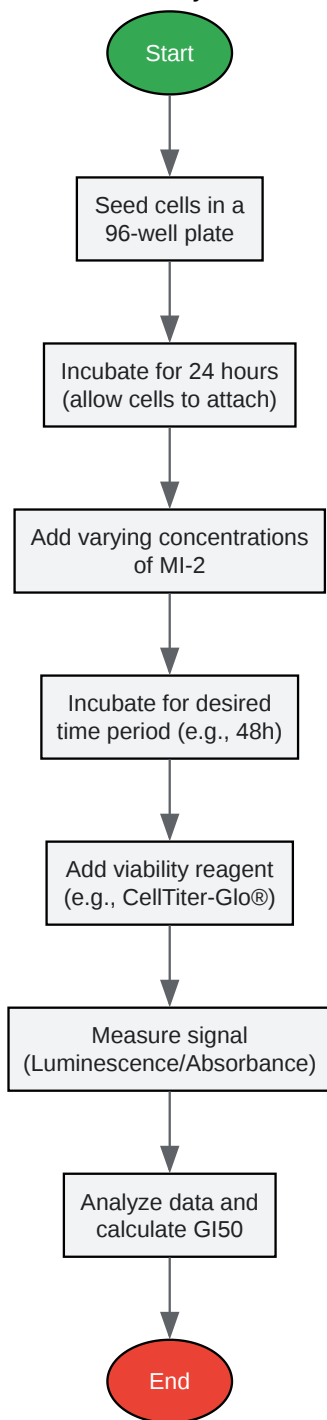 Start
Seed cells in a
96-well plate
Incubate for 24 hours
(allow cells to attach)
Add varying concentrations
of MI-2
Incubate for desired
time period (e.g., 48h)
Add viability reagent
(e.g., CellTiter-Glo®)
Measure signal
(Luminescence/Absorbance)
Analyze data and
calculate GI50
End